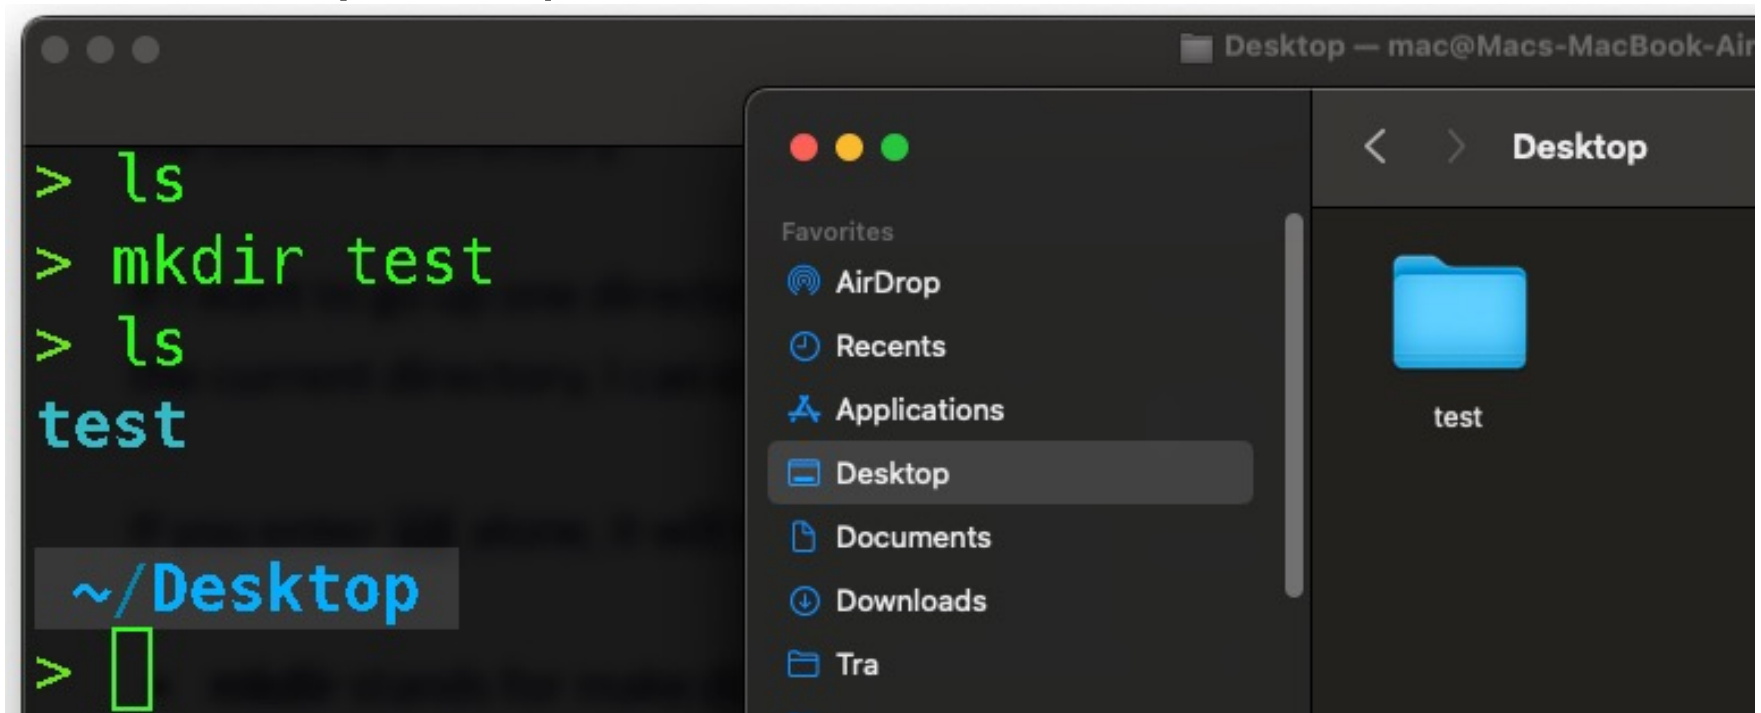 Desktop — mac@Macs-MacBook-Air
> ls
> mkdir test
> ls
test
~/Desktop
>
Desktop
Favorites
AirDrop
Recents
Applications
Desktop
Documents
Downloads
Tra
test